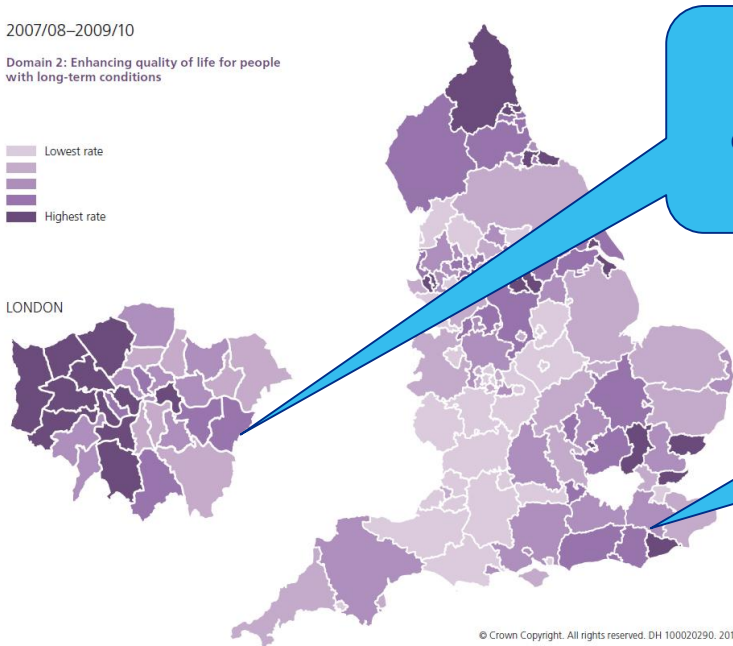 2007/08–2009/10
Domain 2: Enhancing quality of life for people
with long-term conditions
Lowest rate
Highest rate
LONDON
© Crown Copyright. All rights reserved. DH 100020290. 201